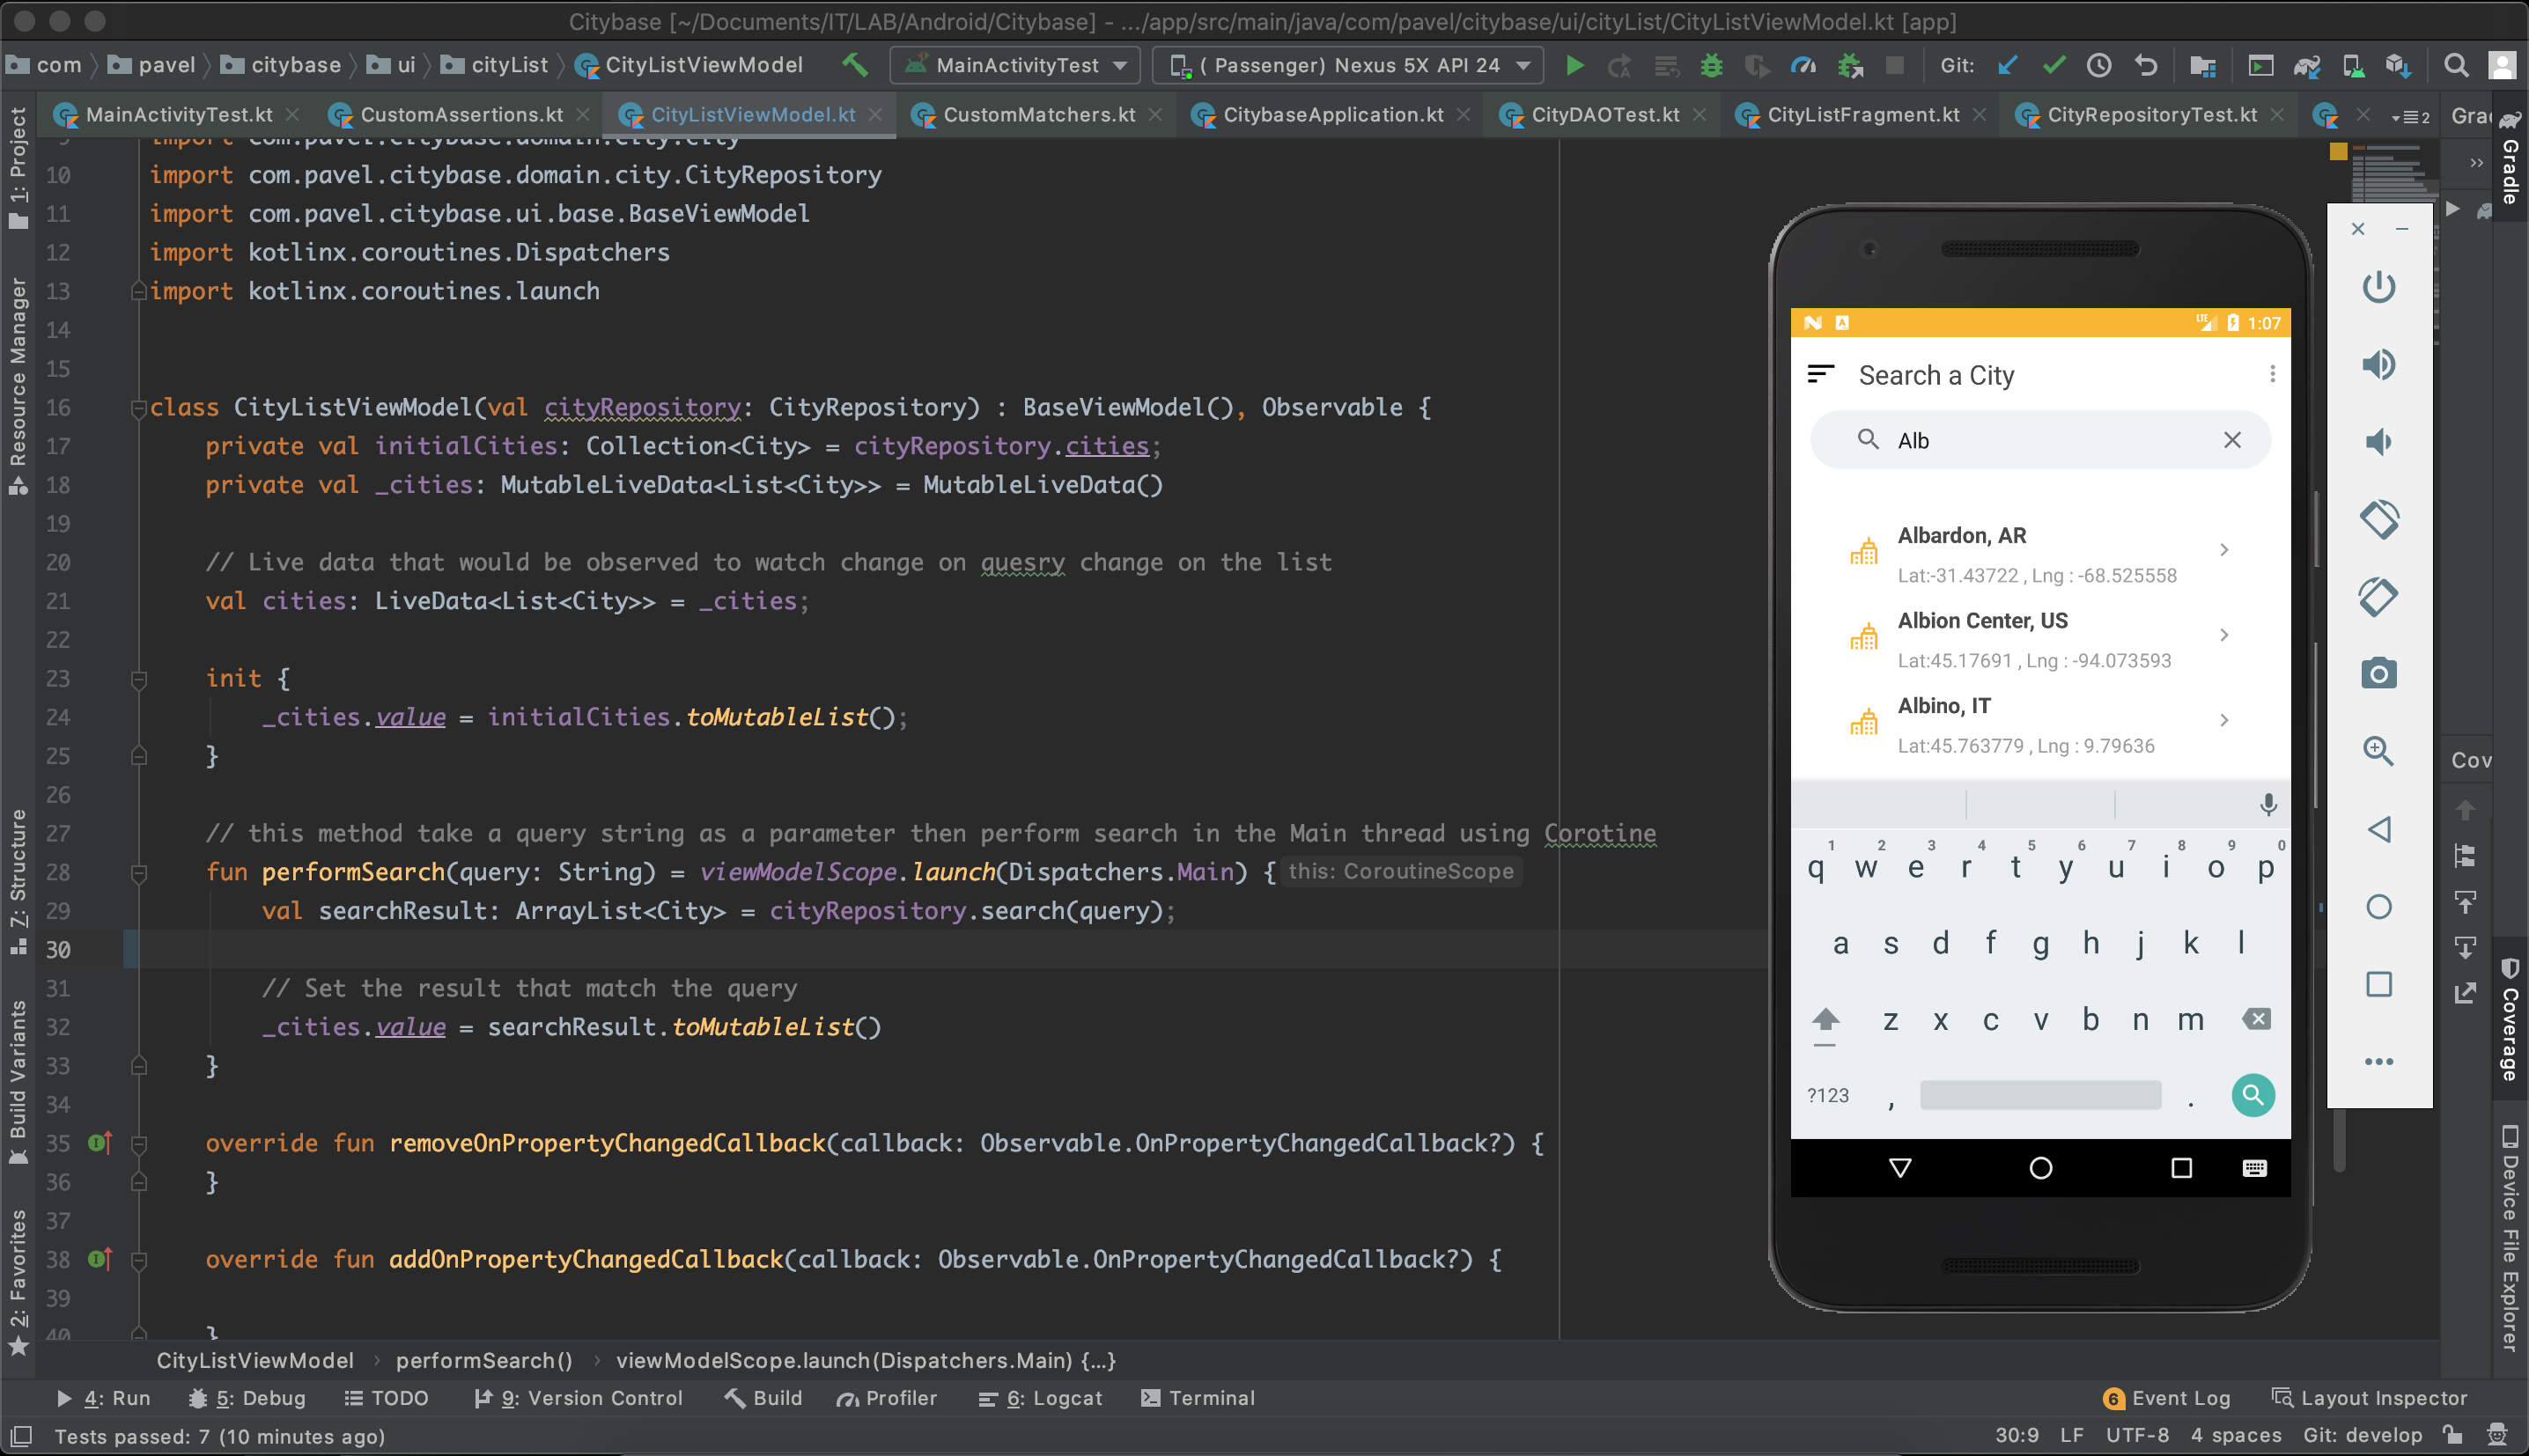 Citybase [~/Documents/IT/LAB/Android/Citybase] - .../app/src/main/java/com/pavel/citybase/ui/cityList/CityListViewModel.kt [app]
com pavel citybase ui cityList CityListViewModel MainActivityTest ( Passenger) Nexus 5X API 24 Git:
MainActivityTest.kt CustomAssertions.kt CityListViewModel.kt CustomMatchers.kt CitybaseApplication.kt CityDAOTest.kt CityListFragment.kt CityRepositoryTest.kt 2 Grad
1: Project
Resource Manager
Z: Structure
Build Variants
2: Favorites
9 import com.pavel.citybase.domain.city.City
10 import com.pavel.citybase.domain.city.CityRepository
11 import com.pavel.citybase.ui.base.BaseViewModel
12 import kotlinx.coroutines.Dispatchers
13 import kotlinx.coroutines.launch
14
15
16 class CityListViewModel(val cityRepository: CityRepository) : BaseViewModel(), Observable {
17 private val initialCities: Collection<City> = cityRepository.cities;
18 private val _cities: MutableLiveData<List<City>> = MutableLiveData()
19
20 // Live data that would be observed to watch change on quesry change on the list
21 val cities: LiveData<List<City>> = _cities;
22
23 init {
24 _cities.value = initialCities.toMutableList();
25 }
26
27 // this method take a query string as a parameter then perform search in the Main thread using Corotine
28 fun performSearch(query: String) = viewModelScope.launch(Dispatchers.Main) { this: CoroutineScope
29 val searchResult: ArrayList<City> = cityRepository.search(query);
30
31 // Set the result that match the query
32 _cities.value = searchResult.toMutableList()
33 }
34
35 override fun removeOnPropertyChangedCallback(callback: Observable.OnPropertyChangedCallback?) {
36 }
37
38 override fun addOnPropertyChangedCallback(callback: Observable.OnPropertyChangedCallback?) {
39
40 }
LTE 1:07
Search a City
Alb
Albardon, AR
Lat:-31.43722 , Lng : -68.525558
Albion Center, US
Lat:45.17691 , Lng : -94.073593
Albino, IT
Lat:45.763779 , Lng : 9.79636
1 2 3 4 5 6 7 8 9 0
q w e r t y u i o p
a s d f g h j k l
z x c v b n m
?123 , .
Gradle
Cov
Coverage
Device File Explorer
CityListViewModel performSearch() viewModelScope.launch(Dispatchers.Main) {...}
4: Run 5: Debug TODO 9: Version Control Build Profiler 6: Logcat Terminal 6 Event Log Layout Inspector
Tests passed: 7 (10 minutes ago) 30:9 LF UTF-8 4 spaces Git: develop